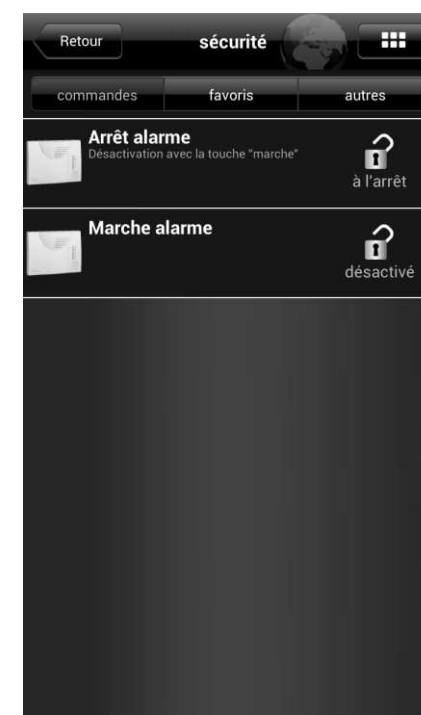 Retour
sécurité
commandes
favoris
autres
Arrêt alarme
Désactivation avec la touche "marche"
à l'arrêt
Marche alarme
désactivé